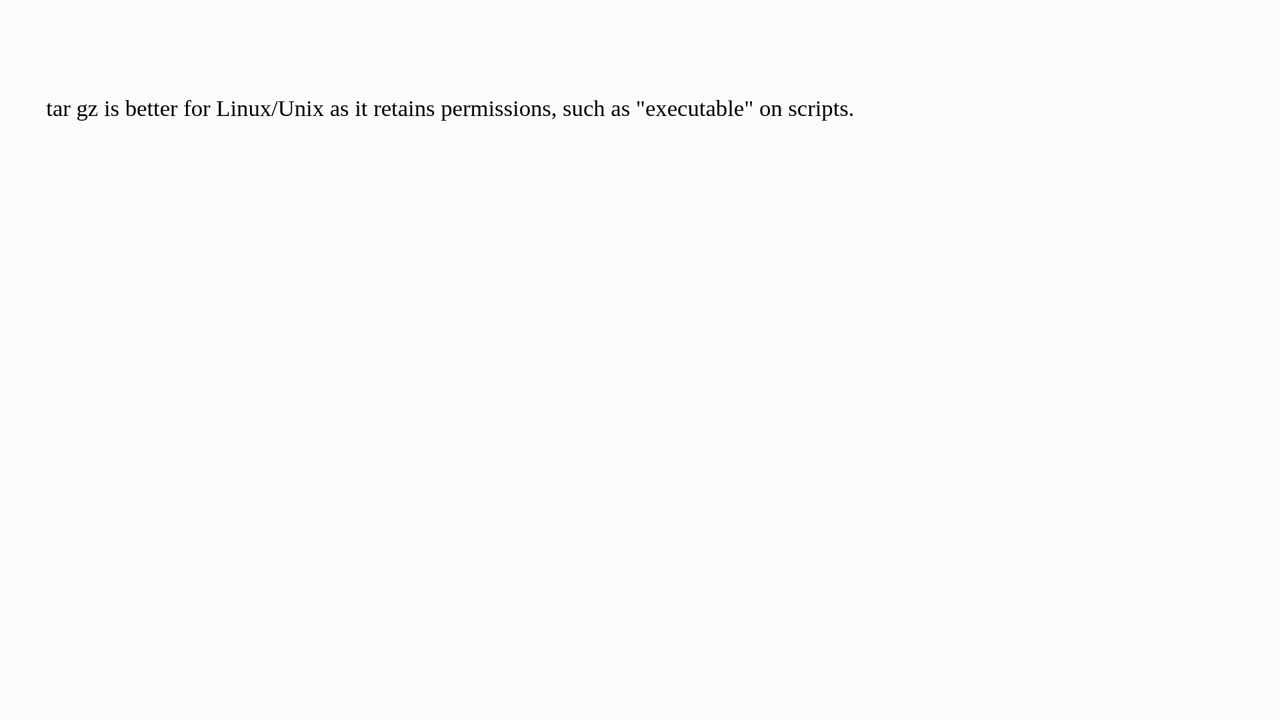 tar gz is better for Linux/Unix as it retains permissions, such as "executable" on scripts.